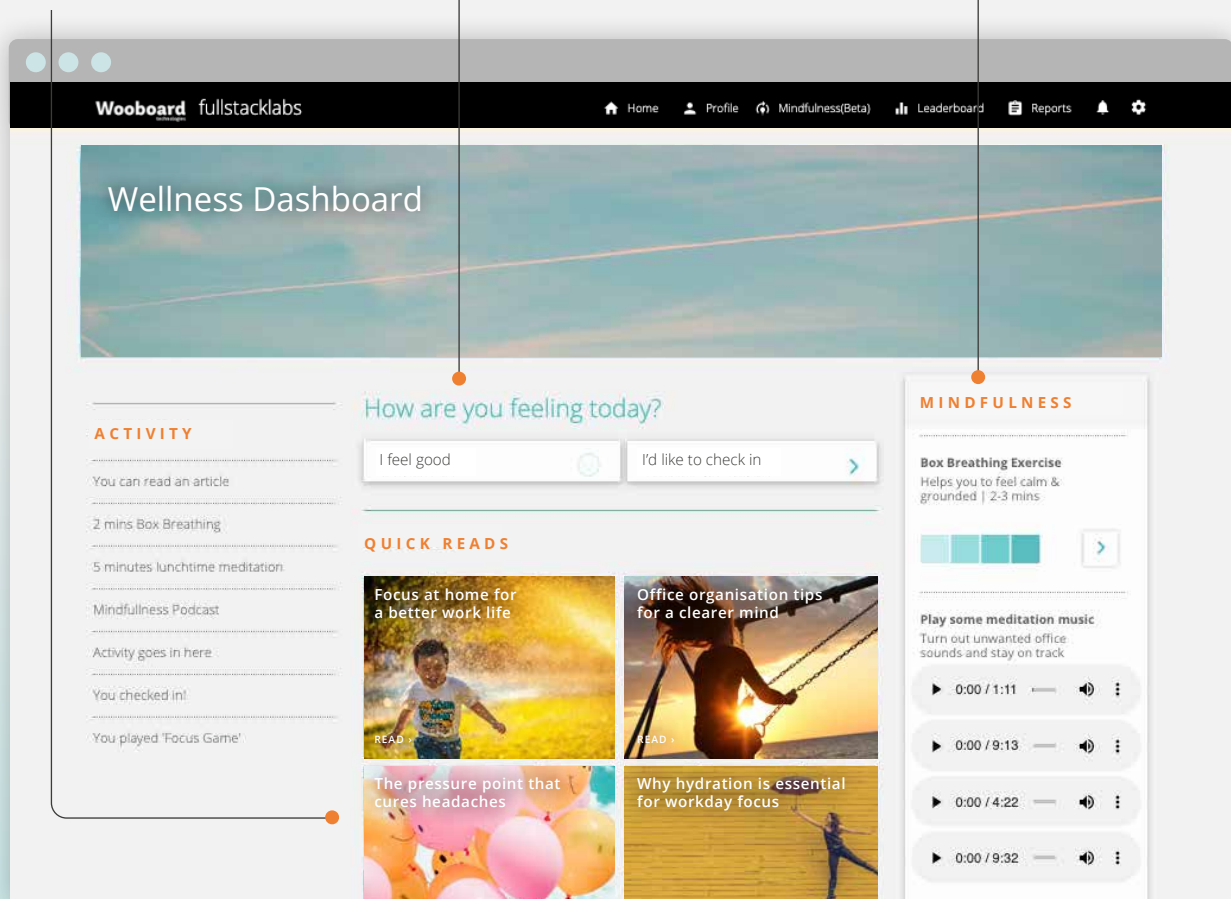 Wooboard technologies fullstacklabs
Home Profile Mindfulness(Beta) Leaderboard Reports
Wellness Dashboard
ACTIVITY
You can read an article
2 mins Box Breathing
5 minutes lunchtime meditation
Mindfullness Podcast
Activity goes in here
You checked in!
You played 'Focus Game'
How are you feeling today?
I feel good
I'd like to check in
QUICK READS
Focus at home for
a better work life
READ ›
Office organisation tips
for a clearer mind
READ ›
The pressure point that
cures headaches
Why hydration is essential
for workday focus
MINDFULNESS
Box Breathing Exercise
Helps you to feel calm &
grounded | 2-3 mins
Play some meditation music
Turn out unwanted office
sounds and stay on track
0:00 / 1:11
0:00 / 9:13
0:00 / 4:22
0:00 / 9:32